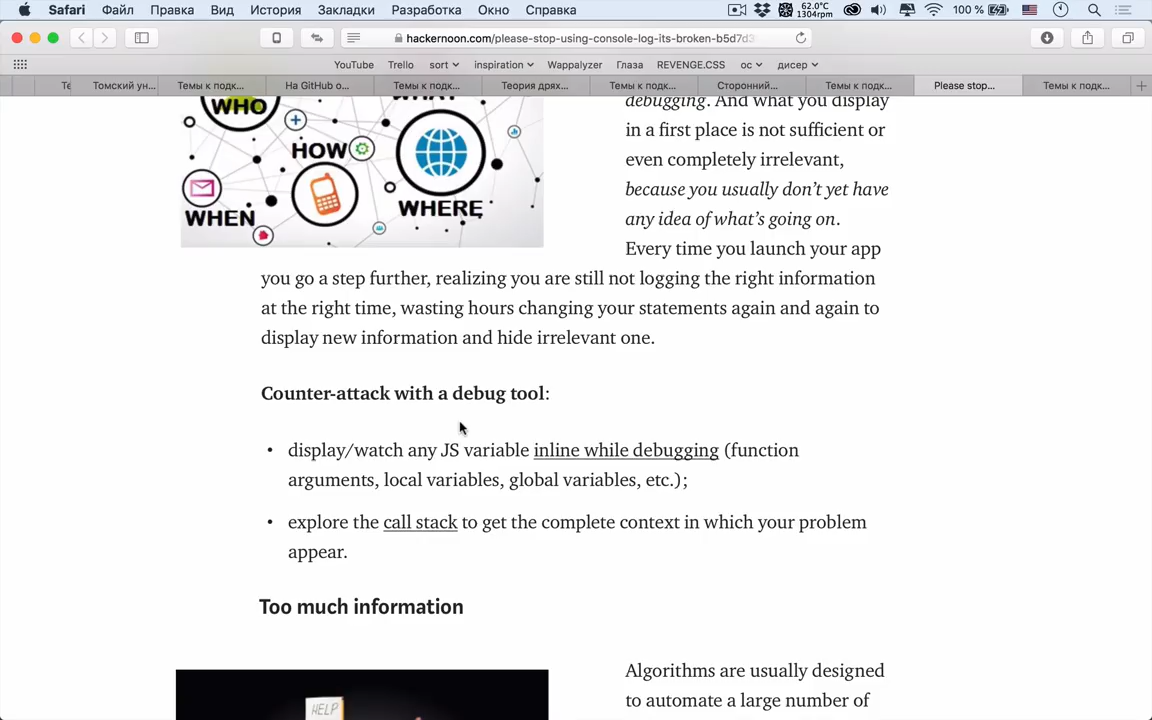 Safari Файл Правка Вид История Закладки Разработка Окно Справка 62.0°C 1304rpm 100 %
hackernoon.com/please-stop-using-console-log-its-broken-b5d7d3
YouTube Trello sort inspiration Wappalyzer Глаза REVENGE.CSS ос дисер
Те Томский ун... Темы к подк... На GitHub о... Темы к подк... Теория дрях... Темы к подк... Сторонний... Темы к подк... Please stop... Темы к подк...
WHO
HOW
WHEN
WHERE
debugging. And what you display
in a first place is not sufficient or
even completely irrelevant,
because you usually don’t yet have
any idea of what’s going on.
Every time you launch your app
you go a step further, realizing you are still not logging the right information
at the right time, wasting hours changing your statements again and again to
display new information and hide irrelevant one.
Counter-attack with a debug tool:
• display/watch any JS variable inline while debugging (function
arguments, local variables, global variables, etc.);
• explore the call stack to get the complete context in which your problem
appear.
Too much information
HELP
Algorithms are usually designed
to automate a large number of